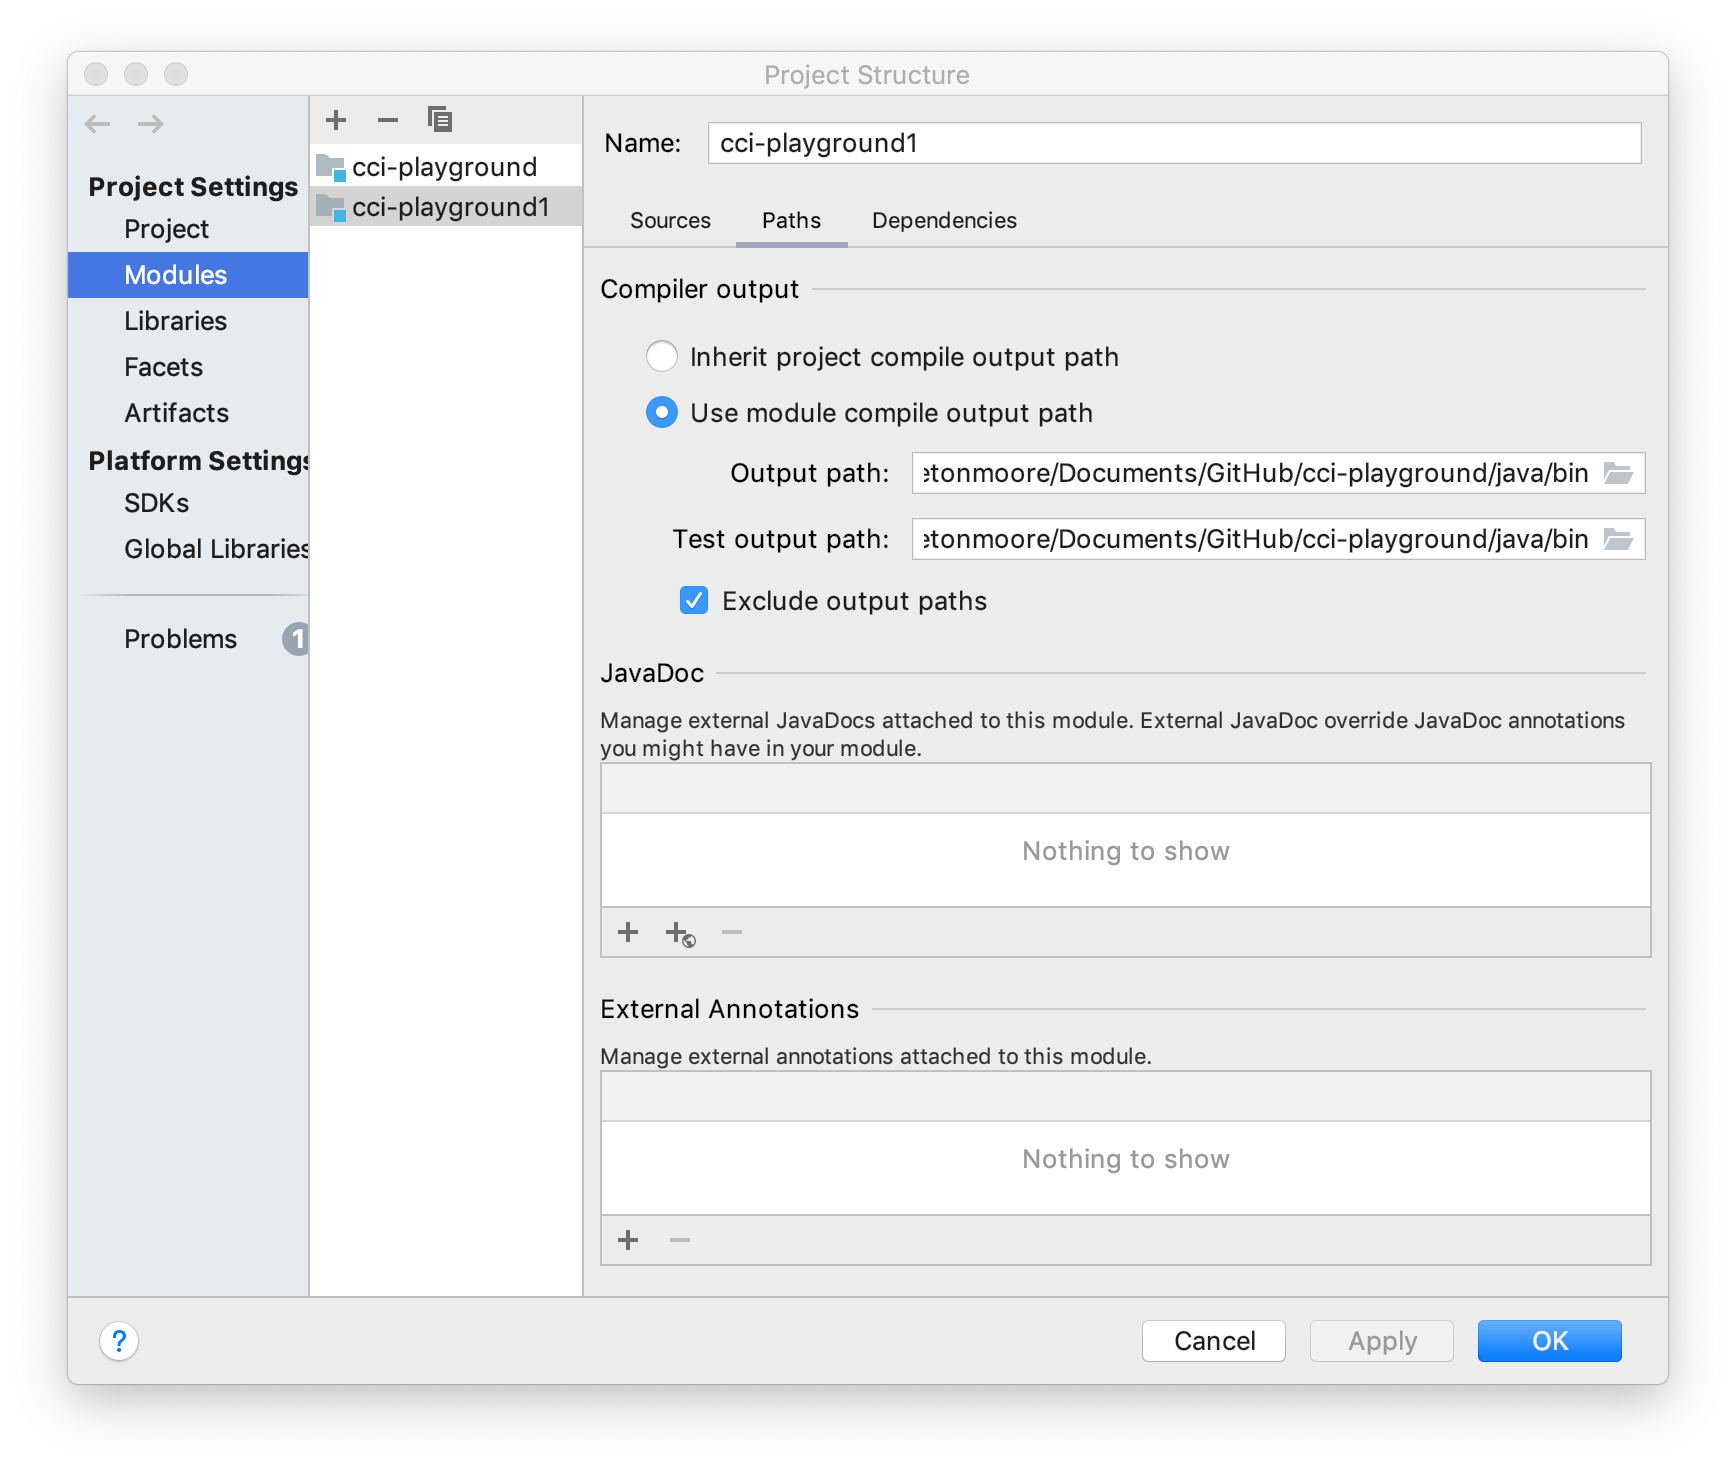 Project Structure
Project Settings
Project
Modules
Libraries
Facets
Artifacts
Platform Settings
SDKs
Global Libraries
Problems 1
cci-playground
cci-playground1
Name: cci-playground1
Sources Paths Dependencies
Compiler output
Inherit project compile output path
Use module compile output path
Output path: etonmoore/Documents/GitHub/cci-playground/java/bin
Test output path: etonmoore/Documents/GitHub/cci-playground/java/bin
Exclude output paths
JavaDoc
Manage external JavaDocs attached to this module. External JavaDoc override JavaDoc annotations
you might have in your module.
Nothing to show
External Annotations
Manage external annotations attached to this module.
Nothing to show
? Cancel Apply OK